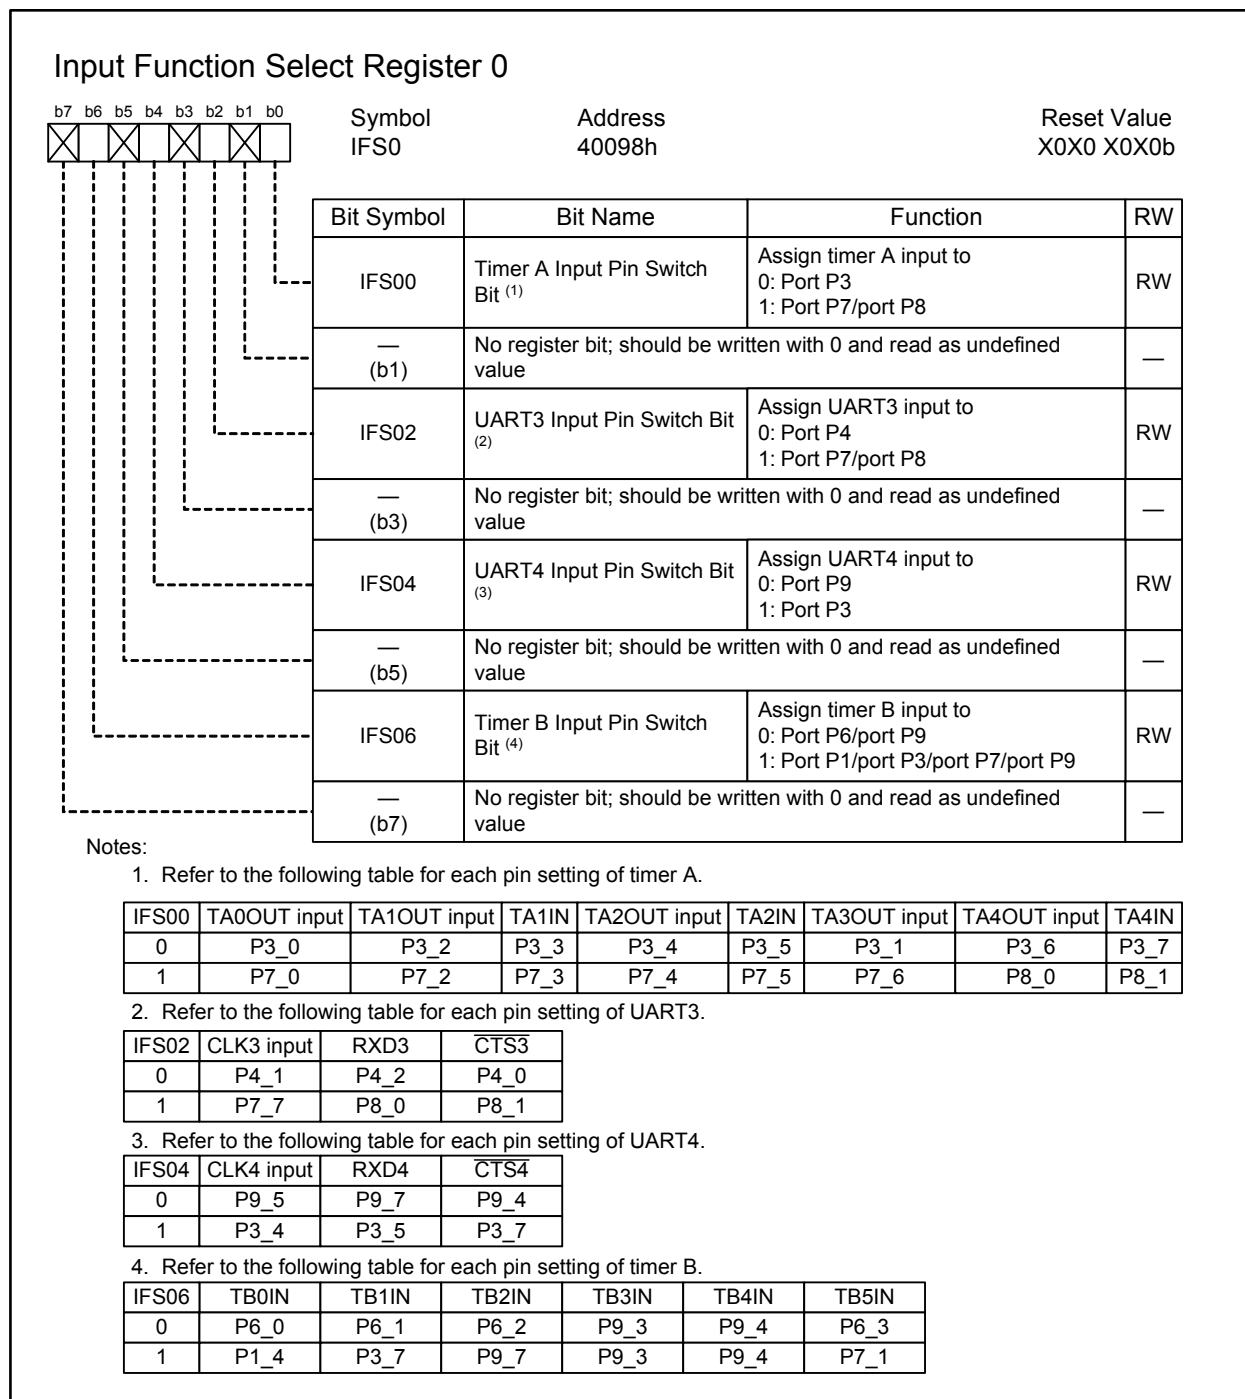 Input Function Select Register 0
b7 b6 b5 b4 b3 b2 b1 b0
Symbol Address Reset Value
IFS0 40098h X0X0 X0X0b
Bit Symbol Bit Name Function RW
IFS00 Timer A Input Pin Switch Bit (1) Assign timer A input to
0: Port P3
1: Port P7/port P8 RW
— (b1) No register bit; should be written with 0 and read as undefined
value —
IFS02 UART3 Input Pin Switch Bit (2) Assign UART3 input to
0: Port P4
1: Port P7/port P8 RW
— (b3) No register bit; should be written with 0 and read as undefined
value —
IFS04 UART4 Input Pin Switch Bit (3) Assign UART4 input to
0: Port P9
1: Port P3 RW
— (b5) No register bit; should be written with 0 and read as undefined
value —
IFS06 Timer B Input Pin Switch Bit (4) Assign timer B input to
0: Port P6/port P9
1: Port P1/port P3/port P7/port P9 RW
— (b7) No register bit; should be written with 0 and read as undefined
value —
Notes:
1. Refer to the following table for each pin setting of timer A.
IFS00 TA0OUT input TA1OUT input TA1IN TA2OUT input TA2IN TA3OUT input TA4OUT input TA4IN
0 P3_0 P3_2 P3_3 P3_4 P3_5 P3_1 P3_6 P3_7
1 P7_0 P7_2 P7_3 P7_4 P7_5 P7_6 P8_0 P8_1
2. Refer to the following table for each pin setting of UART3.
IFS02 CLK3 input RXD3 CTS3
0 P4_1 P4_2 P4_0
1 P7_7 P8_0 P8_1
3. Refer to the following table for each pin setting of UART4.
IFS04 CLK4 input RXD4 CTS4
0 P9_5 P9_7 P9_4
1 P3_4 P3_5 P3_7
4. Refer to the following table for each pin setting of timer B.
IFS06 TB0IN TB1IN TB2IN TB3IN TB4IN TB5IN
0 P6_0 P6_1 P6_2 P9_3 P9_4 P6_3
1 P1_4 P3_7 P9_7 P9_3 P9_4 P7_1